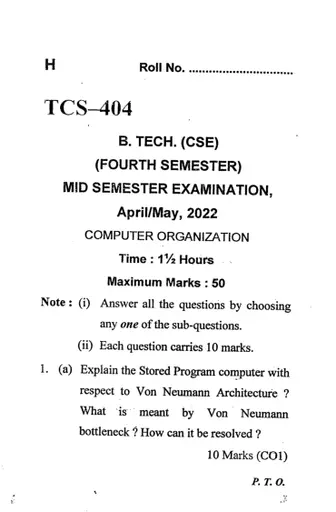 H Roll No. ................................
TCS–404
B. TECH. (CSE)
(FOURTH SEMESTER)
MID SEMESTER EXAMINATION,
April/May, 2022
COMPUTER ORGANIZATION
Time : 1½ Hours
Maximum Marks : 50
Note : (i) Answer all the questions by choosing
any one of the sub-questions.
(ii) Each question carries 10 marks.
1. (a) Explain the Stored Program computer with
respect to Von Neumann Architecture ?
What is meant by Von Neumann
bottleneck ? How can it be resolved ?
10 Marks (CO1)
P. T. O.